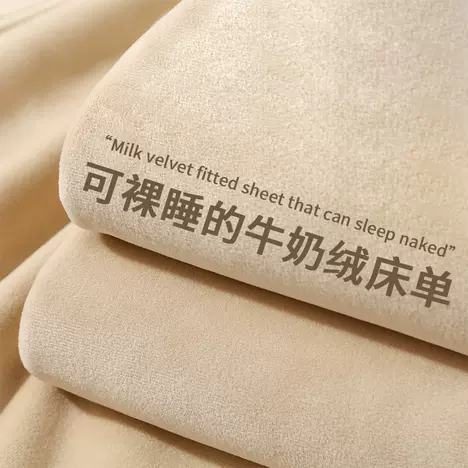 “Milk velvet fitted sheet that can sleep naked”
可裸睡的牛奶绒床单